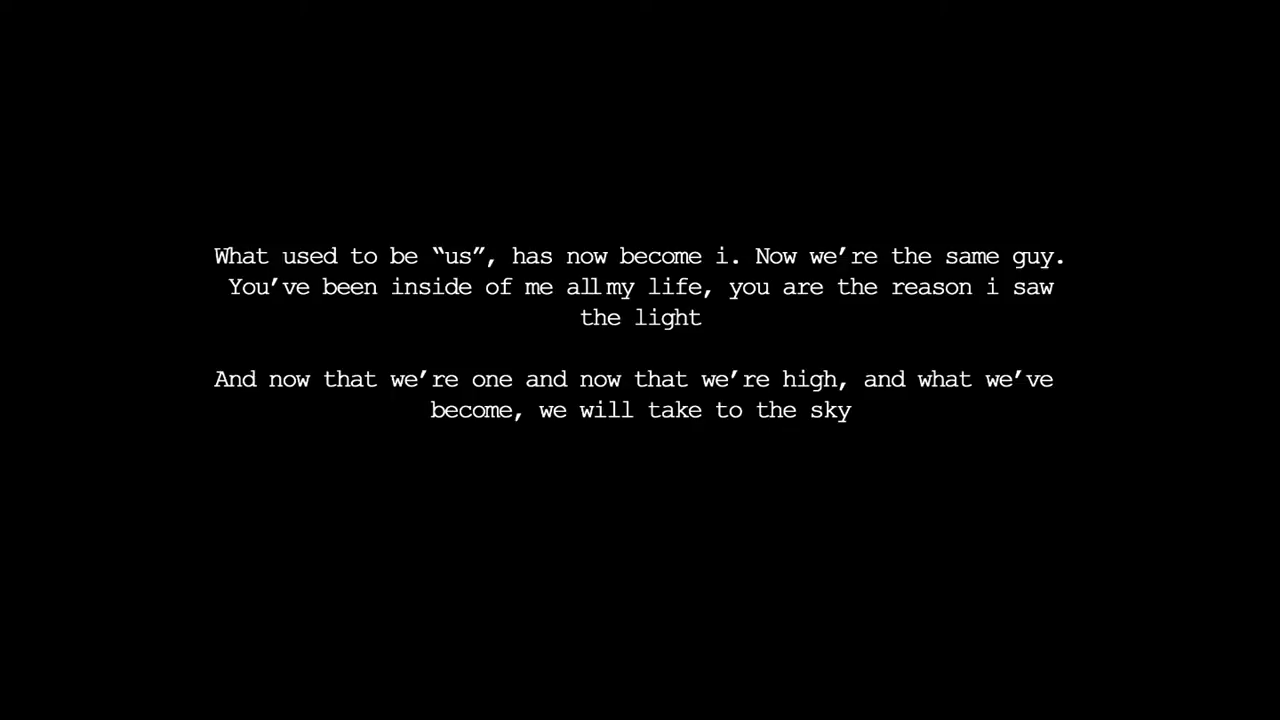 What used to be “us”, has now become i. Now we’re the same guy.
You’ve been inside of me all my life, you are the reason i saw
the light
And now that we’re one and now that we’re high, and what we’ve
become, we will take to the sky